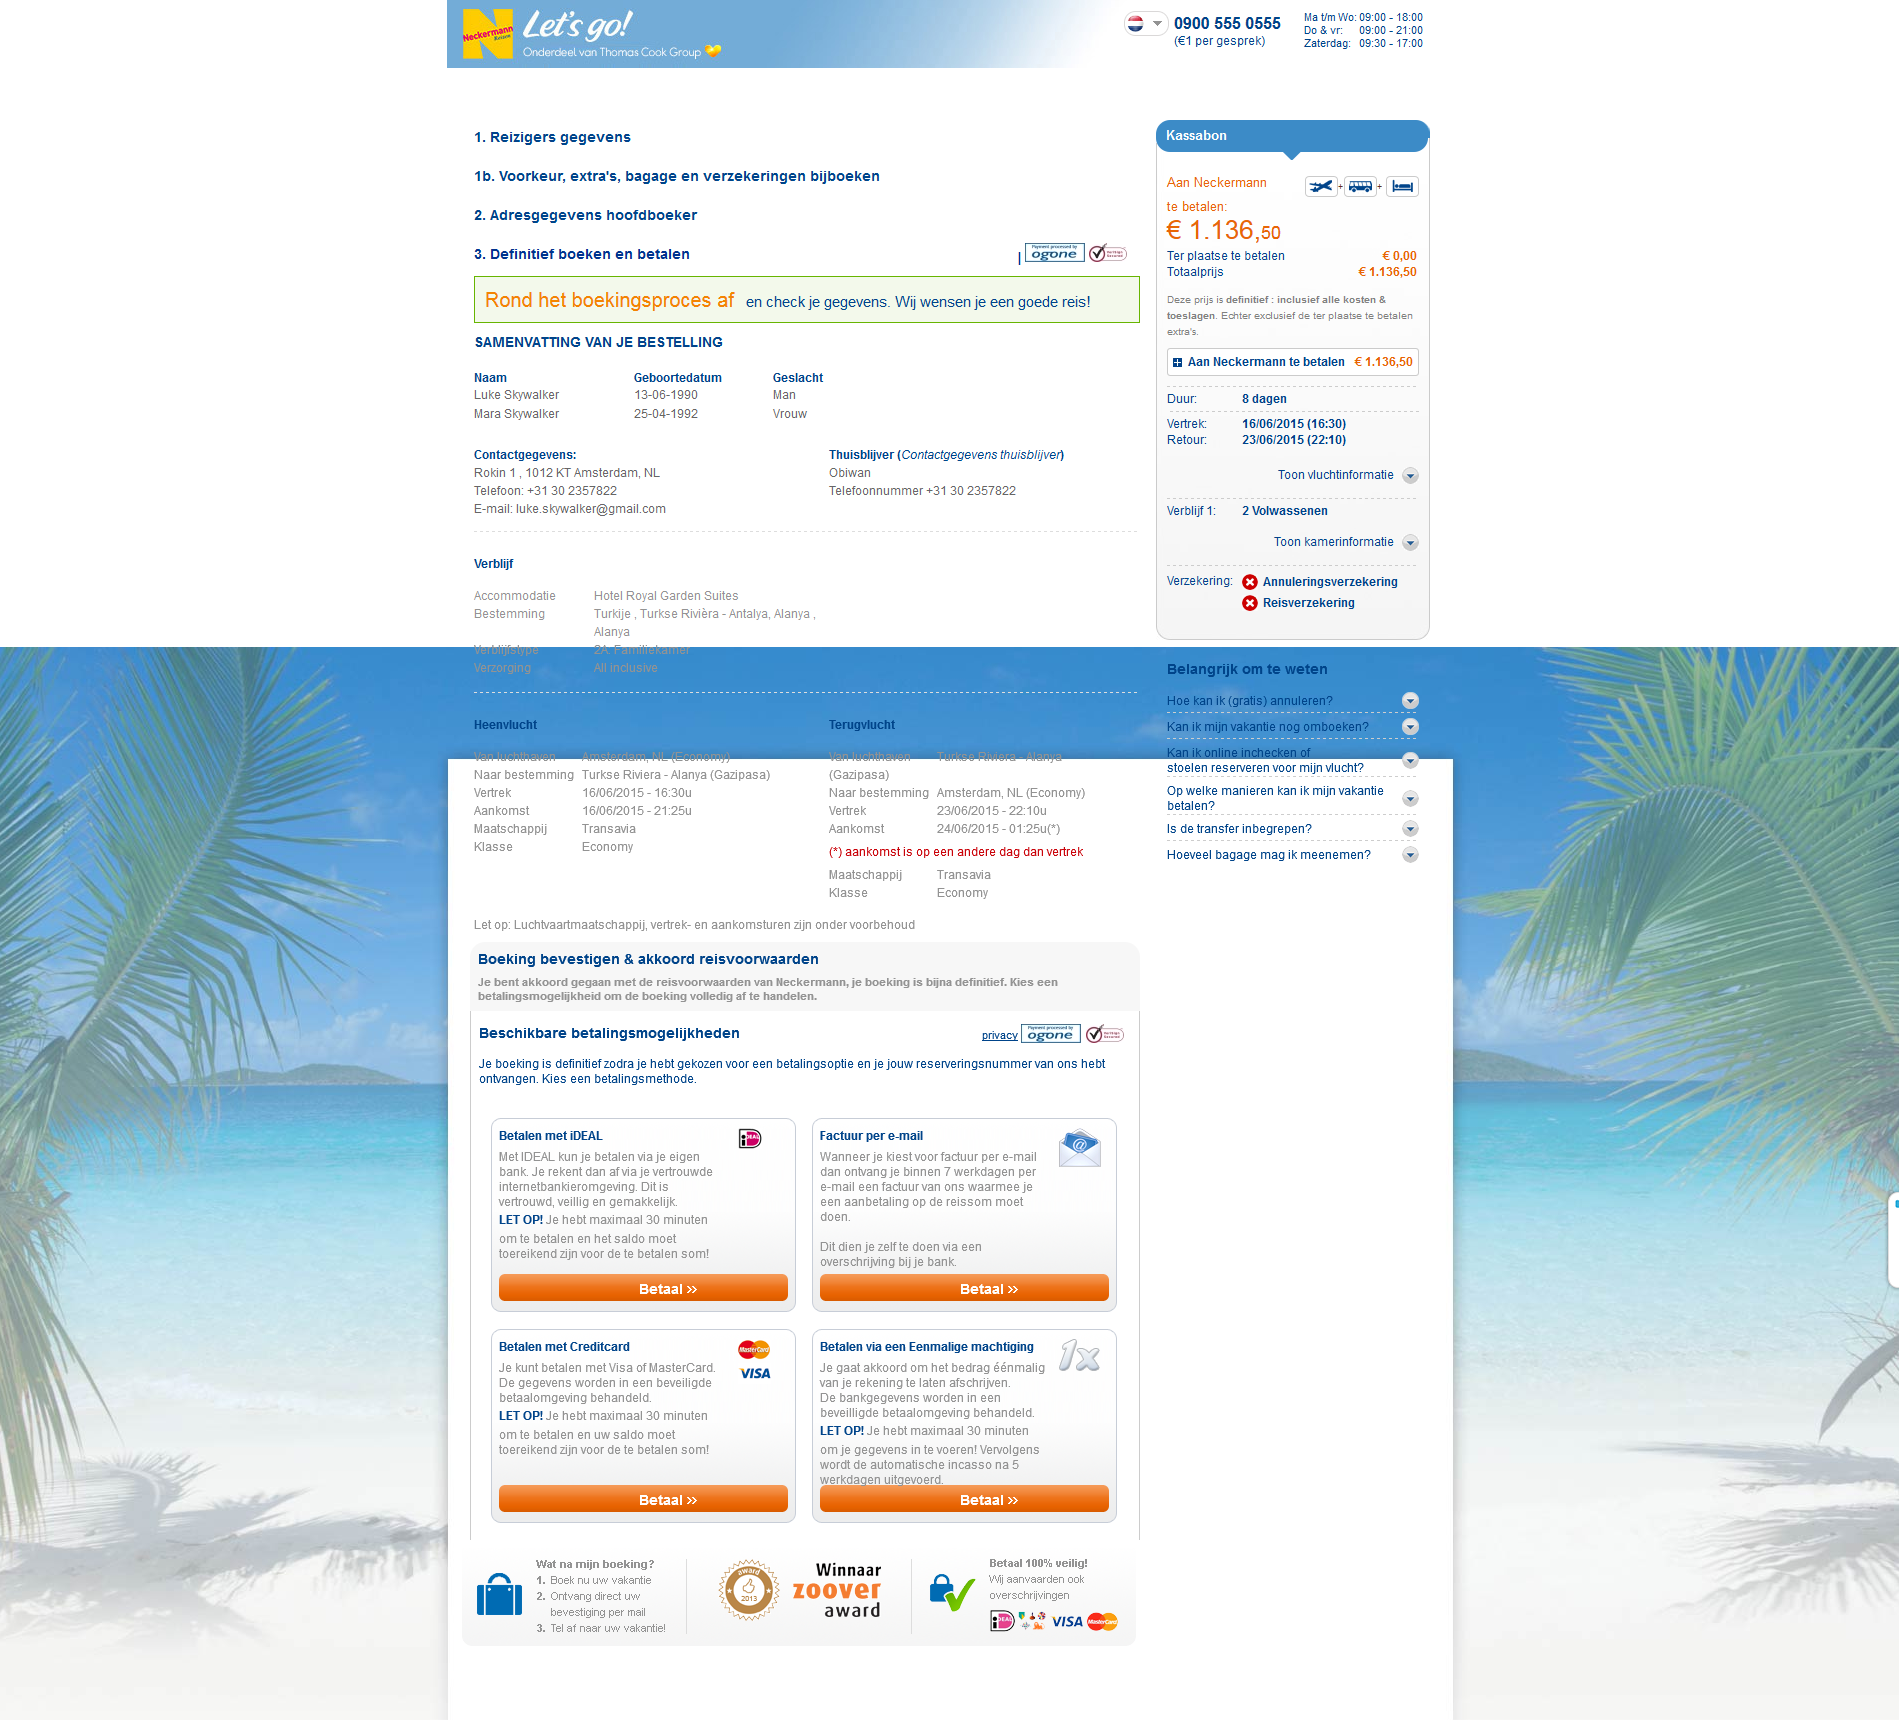 Neckermann
Reisen
Let's go!
Onderdeel van Thomas Cook Group
0900 555 0555
(€1 per gesprek)
Ma t/m Wo: 09:00 - 18:00
Do & vr: 09:00 - 21:00
Zaterdag: 09:30 - 17:00
1. Reizigers gegevens
1b. Voorkeur, extra's, bagage en verzekeringen bijboeken
2. Adresgegevens hoofdboeker
3. Definitief boeken en betalen
| Payment processed by
ogone
Rond het boekingsproces af en check je gegevens. Wij wensen je een goede reis!
SAMENVATTING VAN JE BESTELLING
Naam Geboortedatum Geslacht
Luke Skywalker 13-06-1990 Man
Mara Skywalker 25-04-1992 Vrouw
Contactgegevens:
Rokin 1 , 1012 KT Amsterdam, NL
Telefoon: +31 30 2357822
E-mail: luke.skywalker@gmail.com
Thuisblijver (Contactgegevens thuisblijver)
Obiwan
Telefoonnummer +31 30 2357822
Verblijf
Accommodatie Hotel Royal Garden Suites
Bestemming Turkije , Turkse Rivièra - Antalya, Alanya ,
Alanya
Verblijfstype 2A. Familiekamer
Verzorging All inclusive
Heenvlucht
Van luchthaven Amsterdam, NL (Economy)
Naar bestemming Turkse Riviera - Alanya (Gazipasa)
Vertrek 16/06/2015 - 16:30u
Aankomst 16/06/2015 - 21:25u
Maatschappij Transavia
Klasse Economy
Terugvlucht
Van luchthaven Turkse Riviera - Alanya
(Gazipasa)
Naar bestemming Amsterdam, NL (Economy)
Vertrek 23/06/2015 - 22:10u
Aankomst 24/06/2015 - 01:25u(*)
(*) aankomst is op een andere dag dan vertrek
Maatschappij Transavia
Klasse Economy
Let op: Luchtvaartmaatschappij, vertrek- en aankomsturen zijn onder voorbehoud
Boeking bevestigen & akkoord reisvoorwaarden
Je bent akkoord gegaan met de reisvoorwaarden van Neckermann, je boeking is bijna definitief. Kies een
betalingsmogelijkheid om de boeking volledig af te handelen.
Beschikbare betalingsmogelijkheden
privacy Payment processed by
ogone
Je boeking is definitief zodra je hebt gekozen voor een betalingsoptie en je jouw reserveringsnummer van ons hebt
ontvangen. Kies een betalingsmethode.
Betalen met iDEAL
iDEAL
Met IDEAL kun je betalen via je eigen
bank. Je rekent dan af via je vertrouwde
internetbankieromgeving. Dit is
vertrouwd, veillig en gemakkelijk.
LET OP! Je hebt maximaal 30 minuten
om te betalen en het saldo moet
toereikend zijn voor de te betalen som!
Betaal >>
Factuur per e-mail
@
Wanneer je kiest voor factuur per e-mail
dan ontvang je binnen 7 werkdagen per
e-mail een factuur van ons waarmee je
een aanbetaling op de reissom moet
doen.
Dit dien je zelf te doen via een
overschrijving bij je bank.
Betaal >>
Betalen met Creditcard
MasterCard
VISA
Je kunt betalen met Visa of MasterCard.
De gegevens worden in een beveiligde
betaalomgeving behandeld.
LET OP! Je hebt maximaal 30 minuten
om te betalen en uw saldo moet
toereikend zijn voor de te betalen som!
Betaal >>
Betalen via een Eenmalige machtiging
1x
Je gaat akkoord om het bedrag éénmalig
van je rekening te laten afschrijven.
De bankgegevens worden in een
beveilligde betaalomgeving behandeld.
LET OP! Je hebt maximaal 30 minuten
om je gegevens in te voeren! Vervolgens
wordt de automatische incasso na 5
werkdagen uitgevoerd.
Betaal >>
Wat na mijn boeking?
1. Boek nu uw vakantie
2. Ontvang direct uw
bevestiging per mail
3. Tel af naar uw vakantie!
award
2013
Winnaar
zoover
award
Betaal 100% veilig!
Wij aanvaarden ook
overschrijvingen
iDEAL VISA MasterCard
Kassabon
Aan Neckermann
te betalen:
+ +
€ 1.136,50
Ter plaatse te betalen € 0,00
Totaalprijs € 1.136,50
Deze prijs is definitief : inclusief alle kosten &
toeslagen. Echter exclusief de ter plaatse te betalen
extra's.
Aan Neckermann te betalen € 1.136,50
Duur: 8 dagen
Vertrek: 16/06/2015 (16:30)
Retour: 23/06/2015 (22:10)
Toon vluchtinformatie
Verblijf 1: 2 Volwassenen
Toon kamerinformatie
Verzekering: Annuleringsverzekering
Reisverzekering
Belangrijk om te weten
Hoe kan ik (gratis) annuleren?
Kan ik mijn vakantie nog omboeken?
Kan ik online inchecken of
stoelen reserveren voor mijn vlucht?
Op welke manieren kan ik mijn vakantie
betalen?
Is de transfer inbegrepen?
Hoeveel bagage mag ik meenemen?